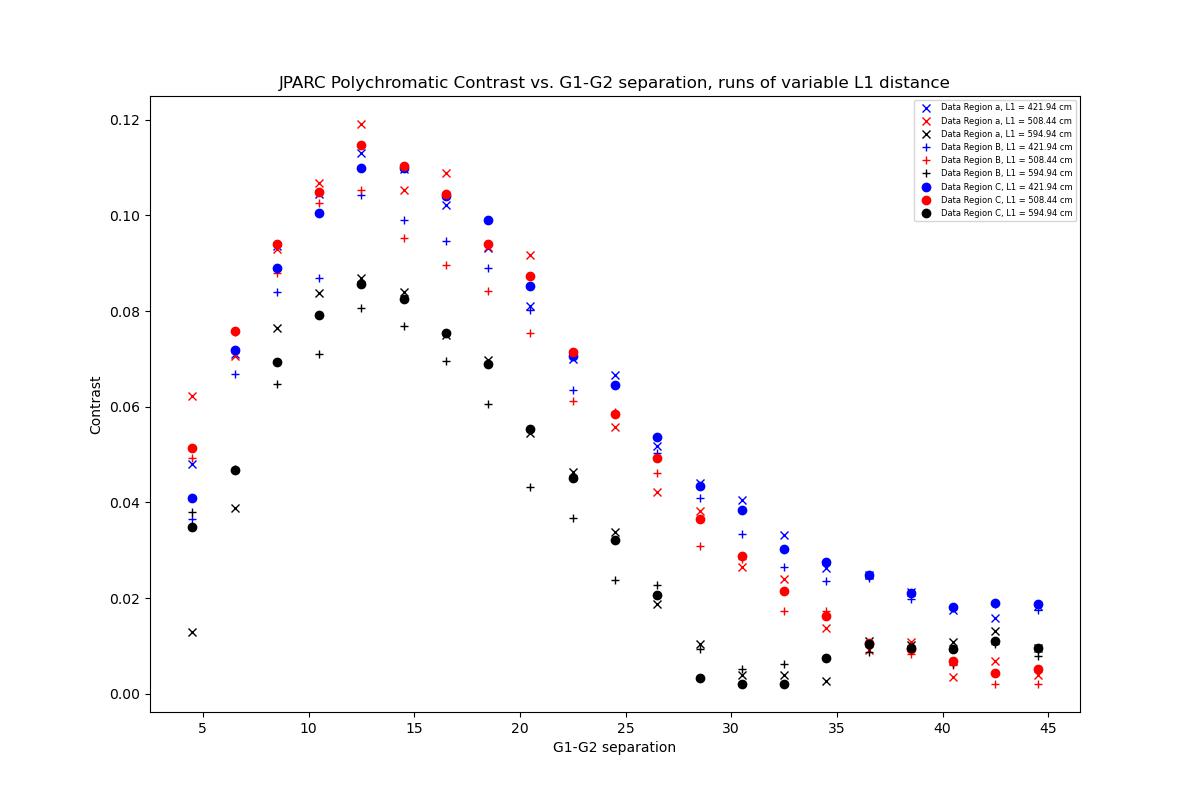 JPARC Polychromatic Contrast vs. G1-G2 separation, runs of variable L1 distance
Data Region a, L1 = 421.94 cm
Data Region a, L1 = 508.44 cm
Data Region a, L1 = 594.94 cm
Data Region B, L1 = 421.94 cm
Data Region B, L1 = 508.44 cm
Data Region B, L1 = 594.94 cm
Data Region C, L1 = 421.94 cm
Data Region C, L1 = 508.44 cm
Data Region C, L1 = 594.94 cm
0.12
0.10
0.08
0.06
0.04
0.02
0.00
Contrast
5 10 15 20 25 30 35 40 45
G1-G2 separation